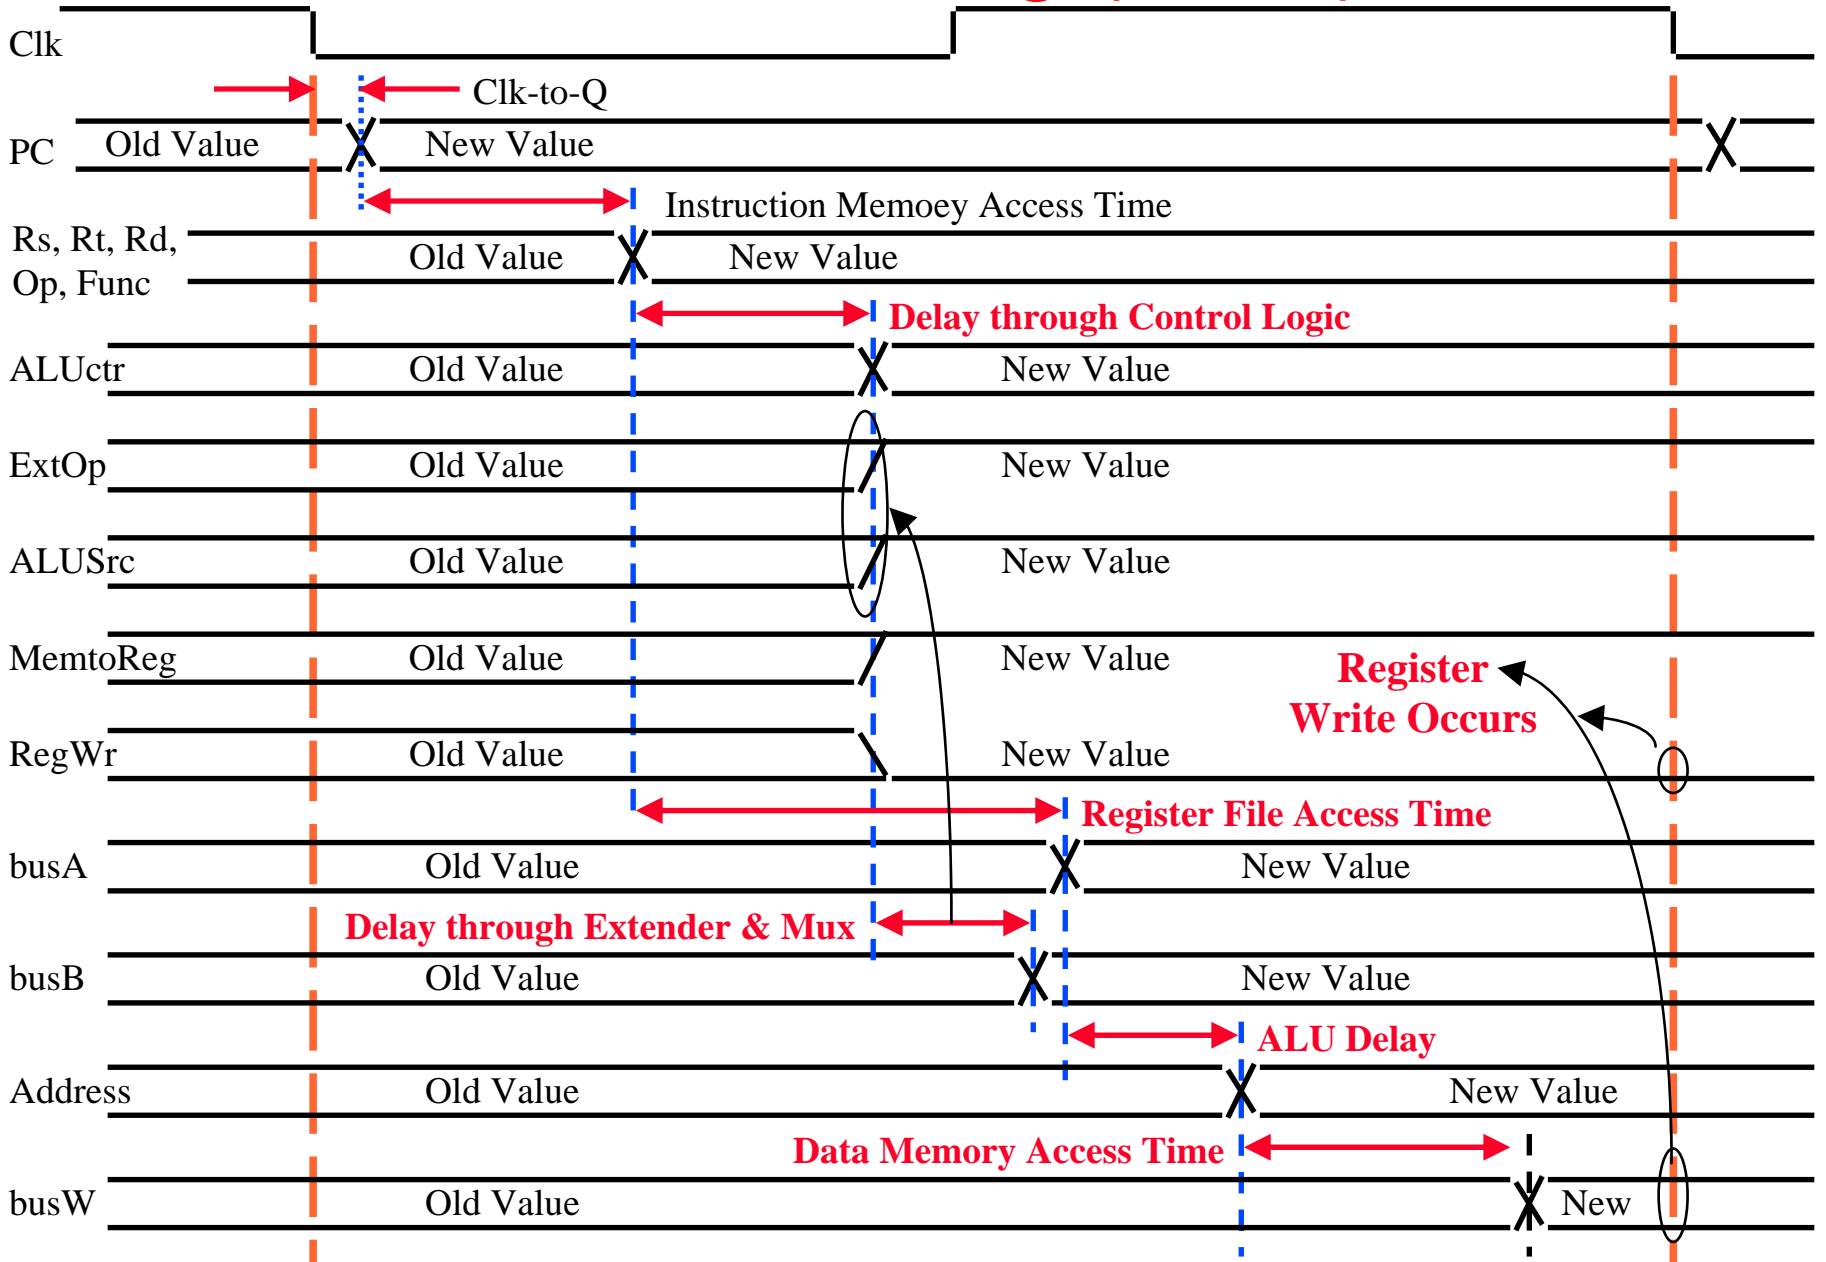 Clk
Clk-to-Q
PC Old Value New Value
Instruction Memoey Access Time
Rs, Rt, Rd,
Op, Func
Old Value New Value
Delay through Control Logic
ALUctr Old Value New Value
ExtOp Old Value New Value
ALUSrc Old Value New Value
MemtoReg Old Value New Value
Register
Write Occurs
RegWr Old Value New Value
Register File Access Time
busA Old Value New Value
Delay through Extender & Mux
busB Old Value New Value
ALU Delay
Address Old Value New Value
Data Memory Access Time
busW Old Value New